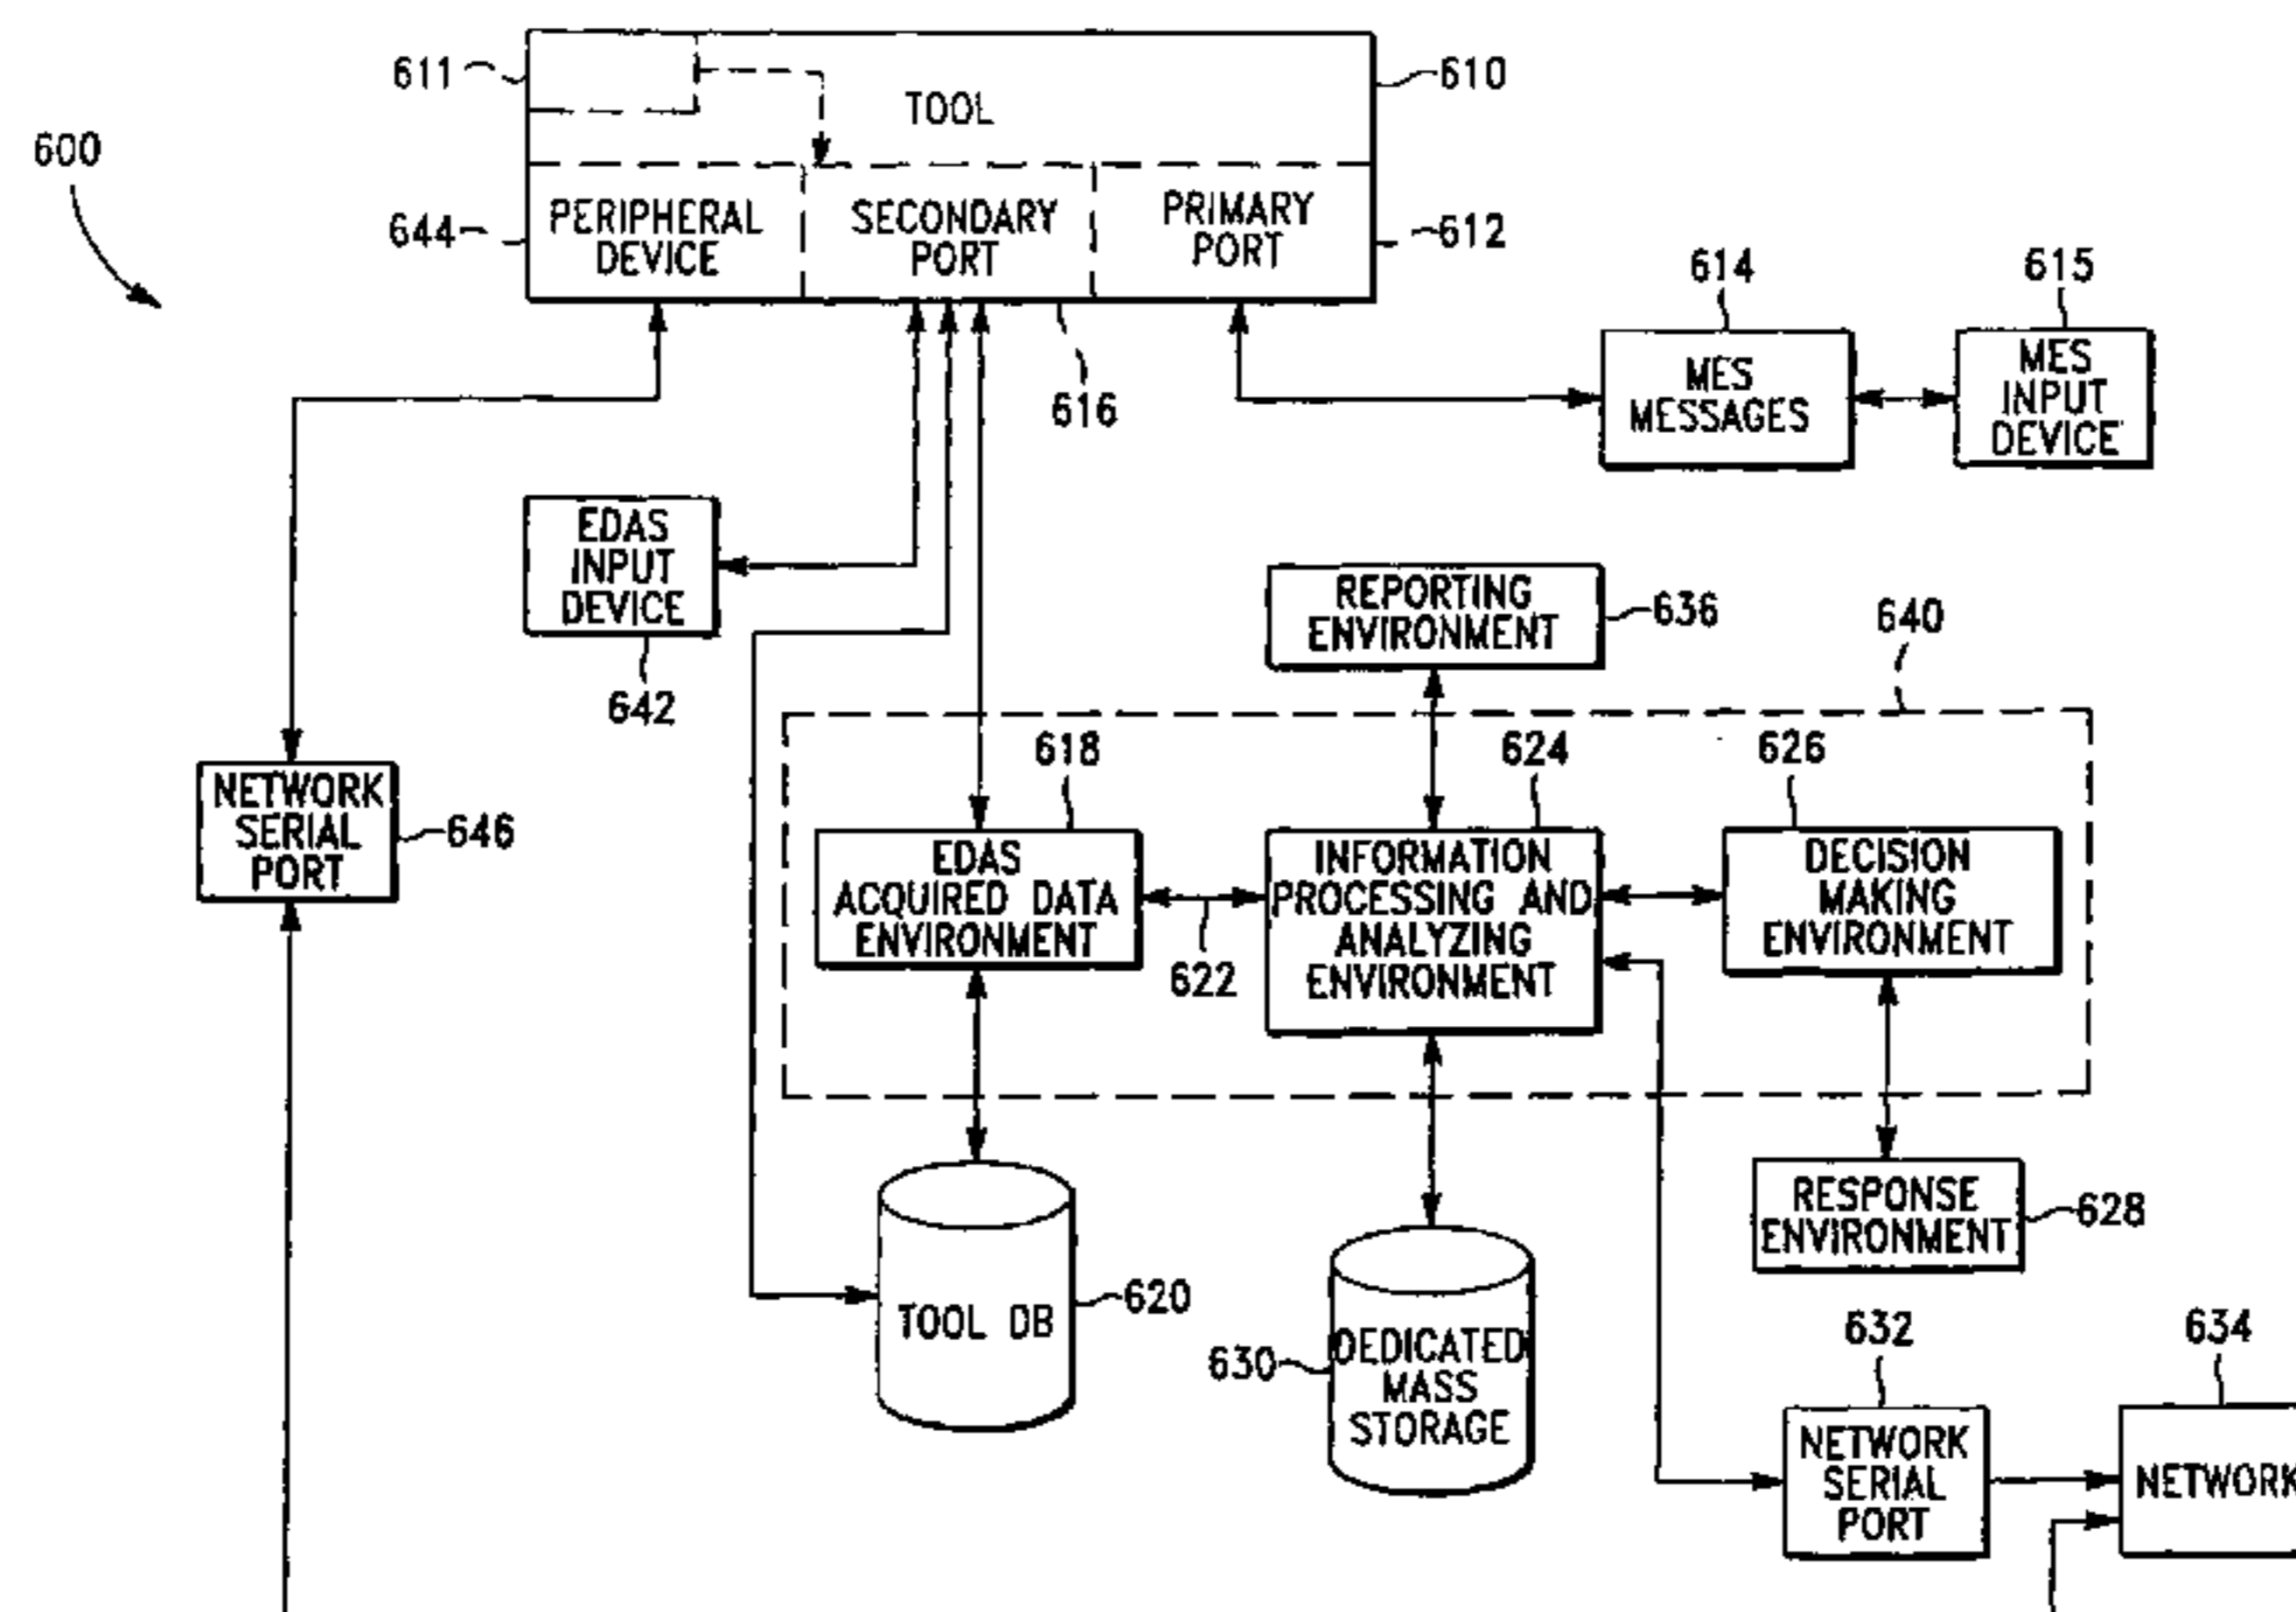 611
610
TOOL
600
644
PERIPHERAL
DEVICE
SECONDARY
PORT
PRIMARY
PORT
612
616
614
MES
MESSAGES
615
MES
INPUT
DEVICE
EDAS
INPUT
DEVICE
642
REPORTING
ENVIRONMENT
636
640
NETWORK
SERIAL
PORT
646
618
EDAS
ACQUIRED DATA
ENVIRONMENT
622
624
INFORMATION
PROCESSING AND
ANALYZING
ENVIRONMENT
626
DECISION
MAKING
ENVIRONMENT
TOOL DB
620
630
DEDICATED
MASS
STORAGE
RESPONSE
ENVIRONMENT
628
632
NETWORK
SERIAL
PORT
634
NETWORK